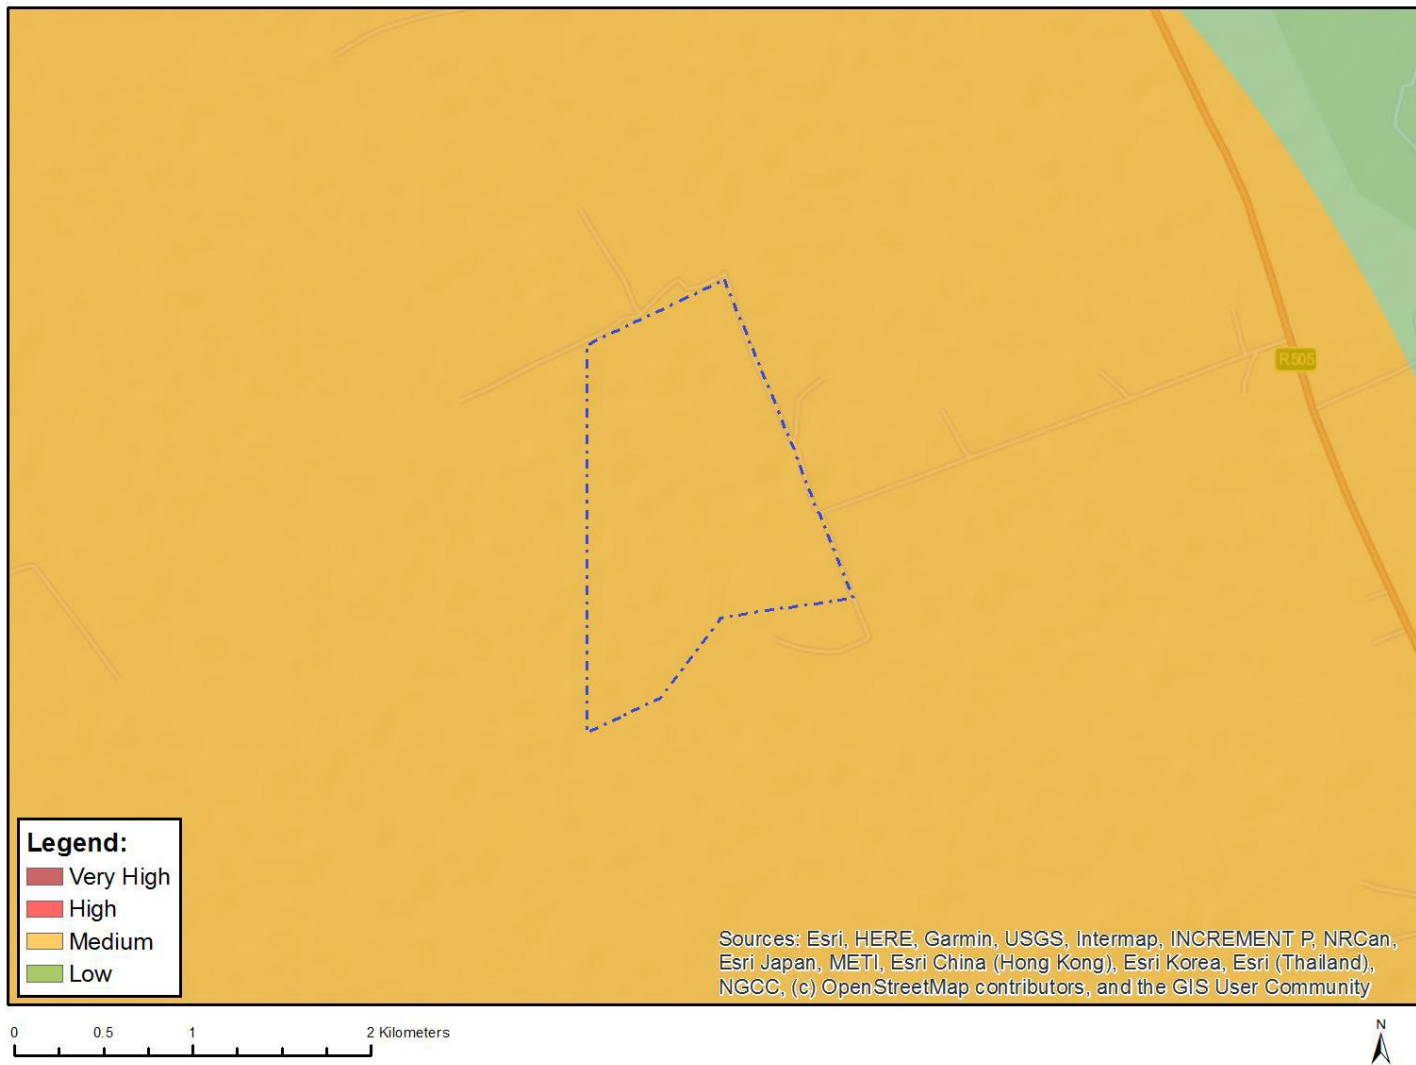 R505
Legend:
Very High
High
Medium
Low
Sources: Esri, HERE, Garmin, USGS, Intermap, INCREMENT P, NRCan,
Esri Japan, METI, Esri China (Hong Kong), Esri Korea, Esri (Thailand),
NGCC, (c) OpenStreetMap contributors, and the GIS User Community
0 0.5 1 2 Kilometers
N